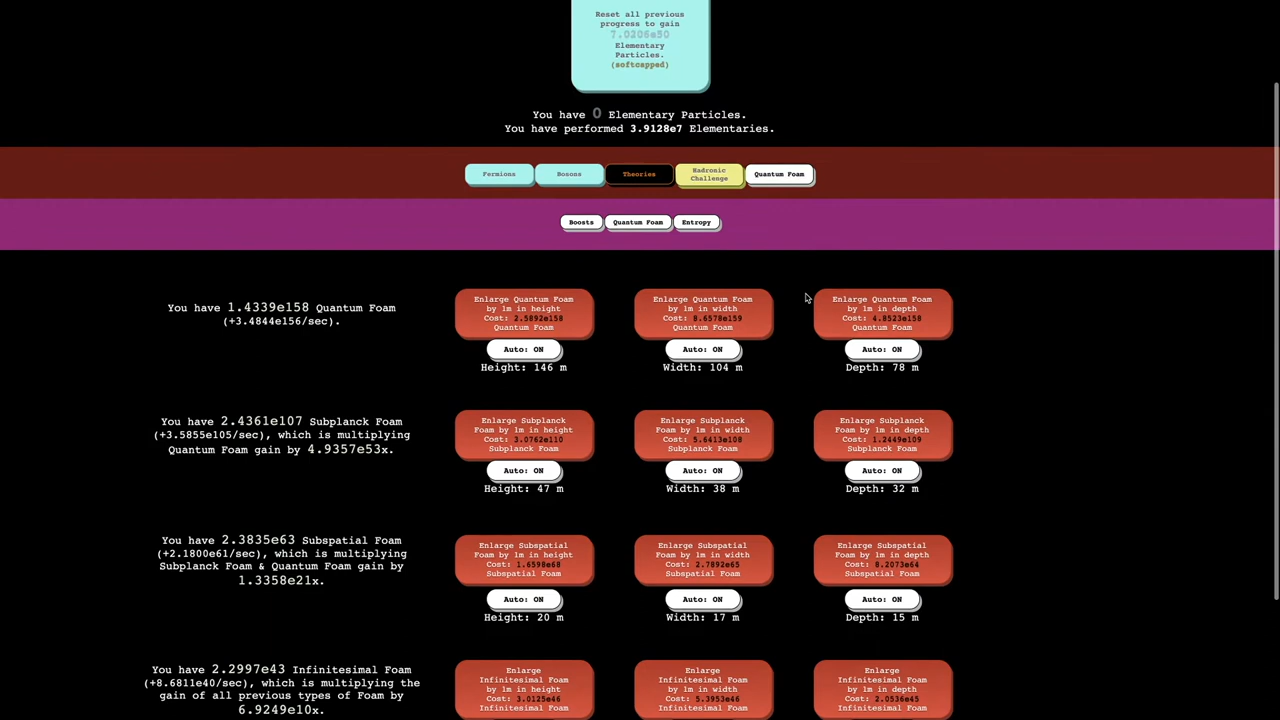 Reset all previous
progress to gain
7.0206e50
Elementary
Particles.
(softcapped)
You have 0 Elementary Particles.
You have performed 3.9128e7 Elementaries.
Fermions
Bosons
Theories
Hadronic
Challenge
Quantum Foam
Boosts
Quantum Foam
Entropy
You have 1.4339e158 Quantum Foam
(+3.4844e156/sec).
Enlarge Quantum Foam
by 1m in height
Cost: 2.5892e158
Quantum Foam
Auto: ON
Height: 146 m
Enlarge Quantum Foam
by 1m in width
Cost: 8.6578e159
Quantum Foam
Auto: ON
Width: 104 m
Enlarge Quantum Foam
by 1m in depth
Cost: 4.8523e158
Quantum Foam
Auto: ON
Depth: 78 m
You have 2.4361e107 Subplanck Foam
(+3.5855e105/sec), which is multiplying
Quantum Foam gain by 4.9357e53x.
Enlarge Subplanck
Foam by 1m in height
Cost: 3.0762e110
Subplanck Foam
Auto: ON
Height: 47 m
Enlarge Subplanck
Foam by 1m in width
Cost: 5.6413e108
Subplanck Foam
Auto: ON
Width: 38 m
Enlarge Subplanck
Foam by 1m in depth
Cost: 1.2449e109
Subplanck Foam
Auto: ON
Depth: 32 m
You have 2.3835e63 Subspatial Foam
(+2.1800e61/sec), which is multiplying
Subplanck Foam & Quantum Foam gain by
1.3358e21x.
Enlarge Subspatial
Foam by 1m in height
Cost: 1.6598e68
Subspatial Foam
Auto: ON
Height: 20 m
Enlarge Subspatial
Foam by 1m in width
Cost: 2.7892e65
Subspatial Foam
Auto: ON
Width: 17 m
Enlarge Subspatial
Foam by 1m in depth
Cost: 8.2073e64
Subspatial Foam
Auto: ON
Depth: 15 m
You have 2.2997e43 Infinitesimal Foam
(+8.6811e40/sec), which is multiplying the
gain of all previous types of Foam by
6.9249e10x.
Enlarge
Infinitesimal Foam
by 1m in height
Cost: 3.0125e46
Infinitesimal Foam
Enlarge
Infinitesimal Foam
by 1m in width
Cost: 5.3953e46
Infinitesimal Foam
Enlarge
Infinitesimal Foam
by 1m in depth
Cost: 2.0536e45
Infinitesimal Foam